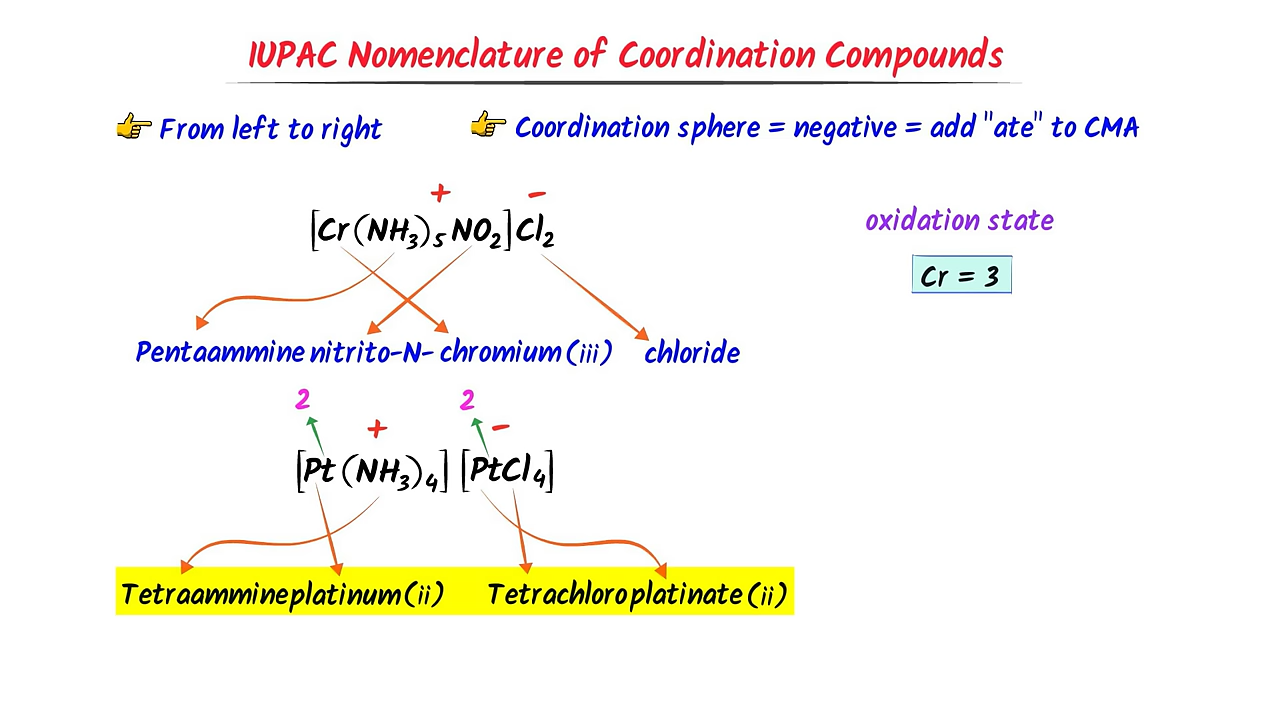 IUPAC Nomenclature of Coordination Compounds
👉 From left to right
👉 Coordination sphere = negative = add "ate" to CMA
+ −
[Cr(NH₃)₅NO₂]Cl₂
oxidation state
Cr = 3
Pentaammine nitrito-N- chromium (iii) chloride
2 2
+ −
[Pt(NH₃)₄] [PtCl₄]
Tetraammineplatinum (ii) Tetrachloroplatinate (ii)